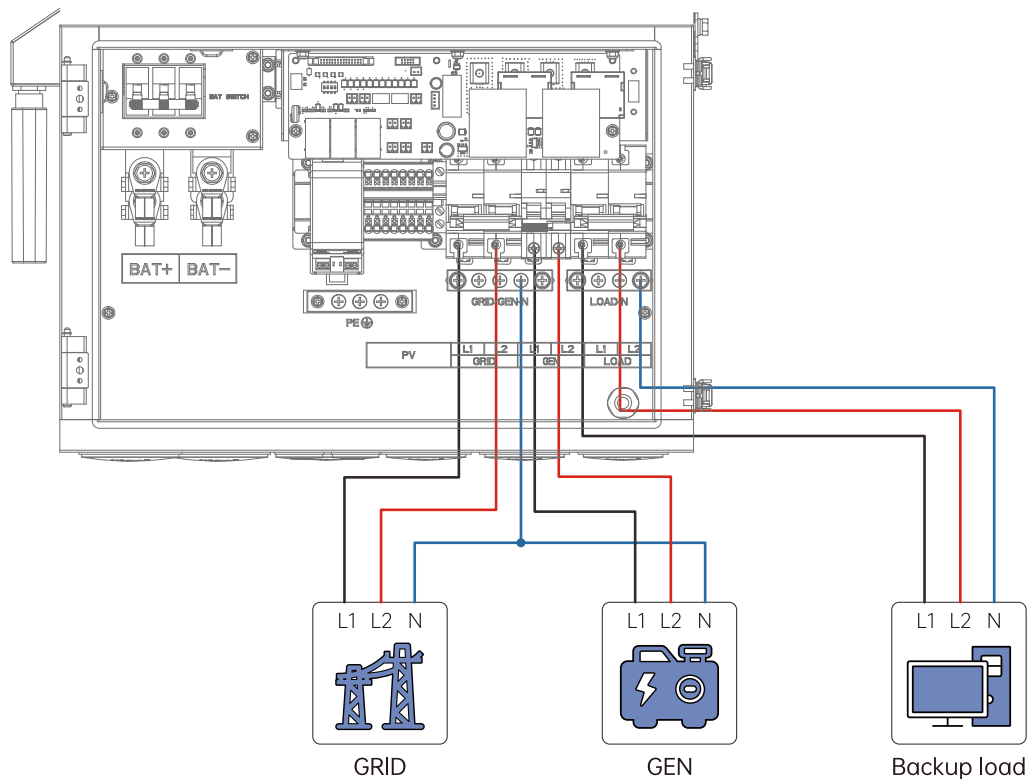 BAT SWITCH
BAT+ BAT-
GRID GEN-N LOAD-N
PE
PV L1 L2 L1 L2 L1 L2
GRID GEN LOAD
L1 L2 N L1 L2 N L1 L2 N
GRID GEN Backup load